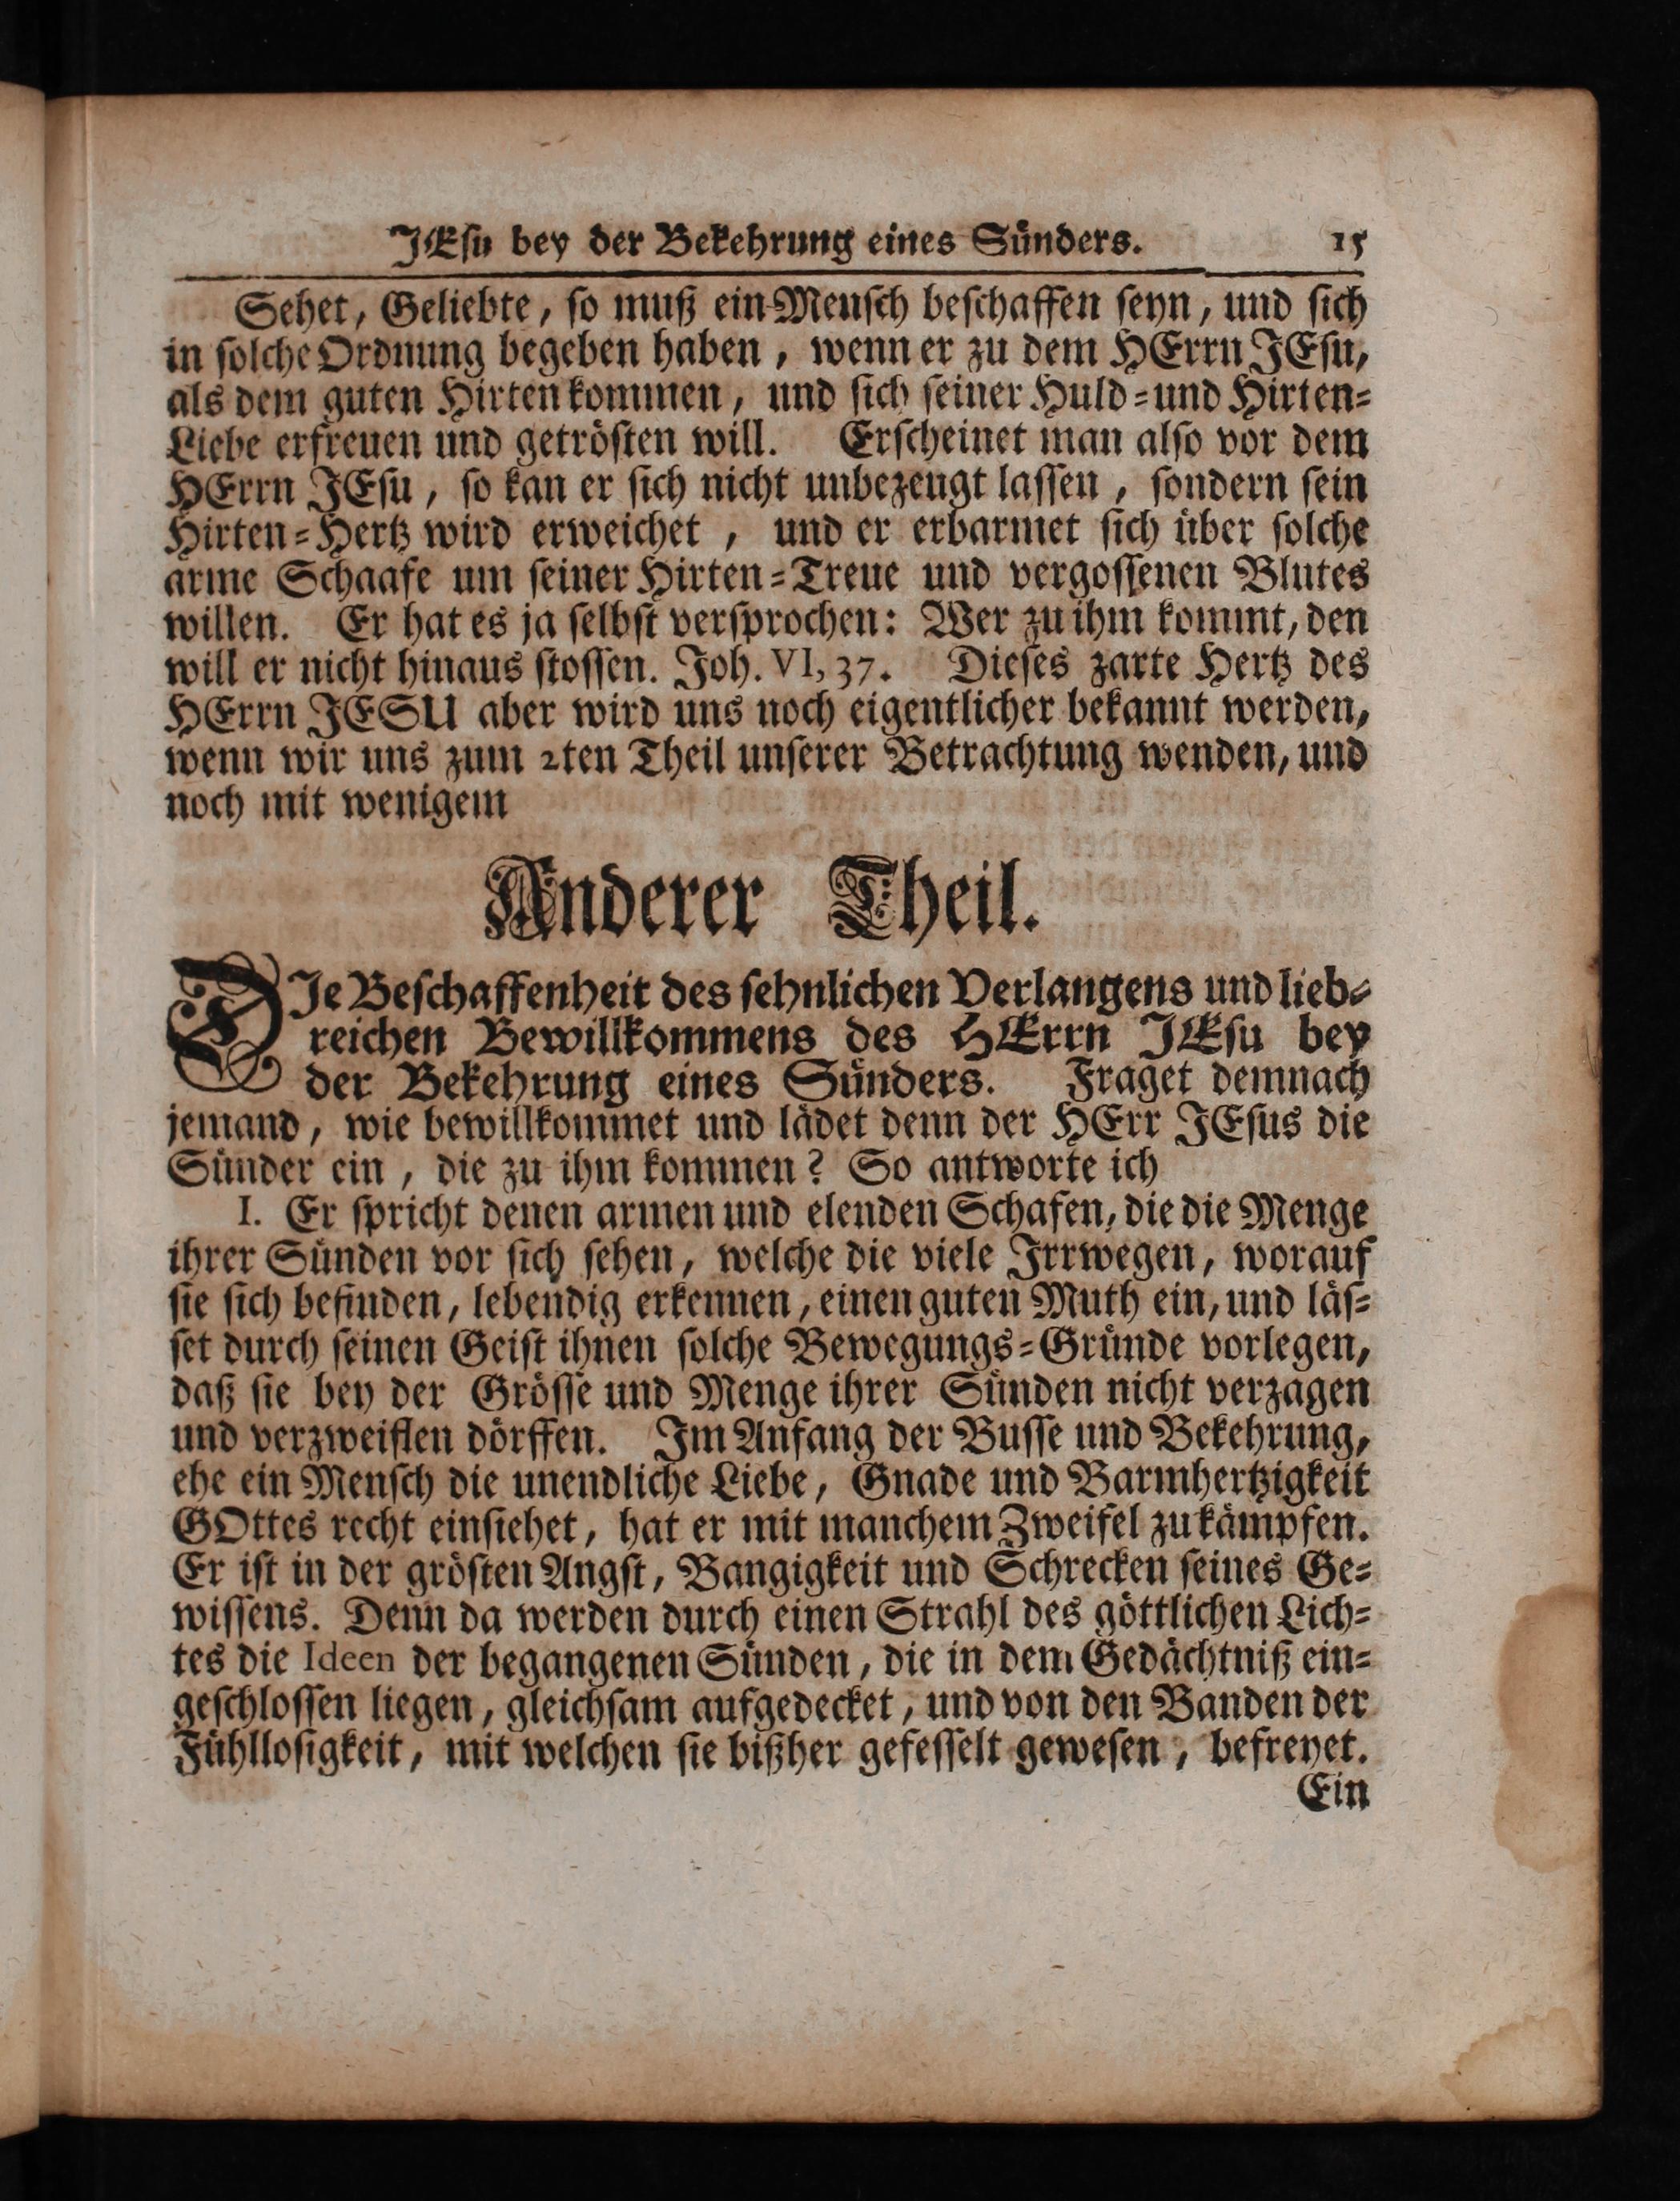 JEsu bey der Bekehrung eines Sünders. 15
Sehet, Geliebte, so muß ein Mensch beschaffen seyn, und sich
in solche Ordnung begeben haben, wenn er zu dem HErrn JEsu,
als dem guten Hirten kommen, und sich seiner Huld- und Hirten-
Liebe erfreuen und getrösten will. Erscheinet man also vor dem
HErrn JEsu, so kan er sich nicht unbezeugt lassen, sondern sein
Hirten-Hertz wird erweichet, und er erbarmet sich über solche
arme Schaafe um seiner Hirten-Treue und vergossenen Blutes
willen. Er hat es ja selbst versprochen: Wer zu ihm kommt, den
will er nicht hinaus stossen. Joh. VI, 37. Dieses zarte Hertz des
HErrn JESU aber wird uns noch eigentlicher bekannt werden,
wenn wir uns zum 2ten Theil unserer Betrachtung wenden, und
noch mit wenigem
Anderer Theil.
DJe Beschaffenheit des sehnlichen Verlangens und lieb-
reichen Bewillkommens des HErrn JEsu bey
der Bekehrung eines Sünders. Fraget demnach
jemand, wie bewillkommet und lädet denn der HErr JEsus die
Sünder ein, die zu ihm kommen? So antworte ich
I. Er spricht denen armen und elenden Schafen, die die Menge
ihrer Sünden vor sich sehen, welche die viele Irrwegen, worauf
sie sich befinden, lebendig erkennen, einen guten Muth ein, und läs-
set durch seinen Geist ihnen solche Bewegungs-Gründe vorlegen,
daß sie bey der Grösse und Menge ihrer Sünden nicht verzagen
und verzweiflen dörffen. Im Anfang der Busse und Bekehrung,
ehe ein Mensch die unendliche Liebe, Gnade und Barmhertzigkeit
GOttes recht einsiehet, hat er mit manchem Zweifel zu kämpfen.
Er ist in der grösten Angst, Bangigkeit und Schrecken seines Ge-
wissens. Denn da werden durch einen Strahl des göttlichen Lich-
tes die Ideen der begangenen Sünden, die in dem Gedächtniß ein-
geschlossen liegen, gleichsam aufgedecket, und von den Banden der
Fühllosigkeit, mit welchen sie bißher gefesselt gewesen, befreyet.
Ein